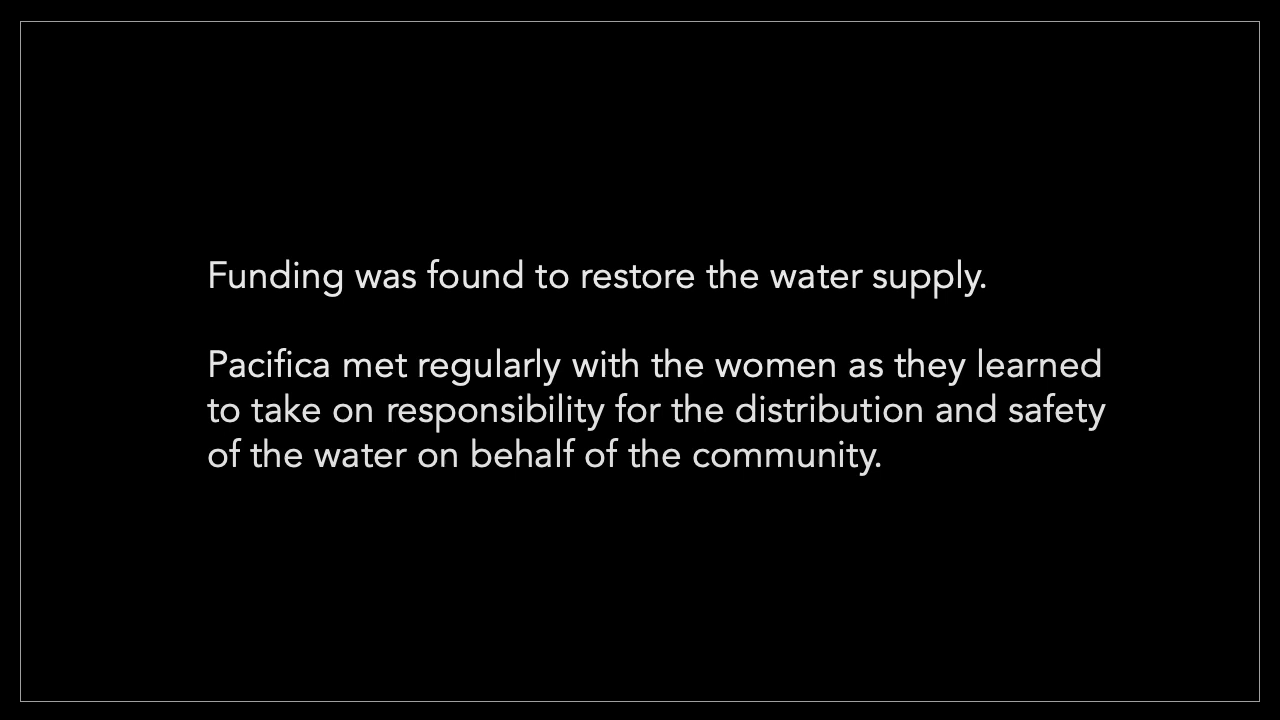 Funding was found to restore the water supply.
Pacifica met regularly with the women as they learned
to take on responsibility for the distribution and safety
of the water on behalf of the community.